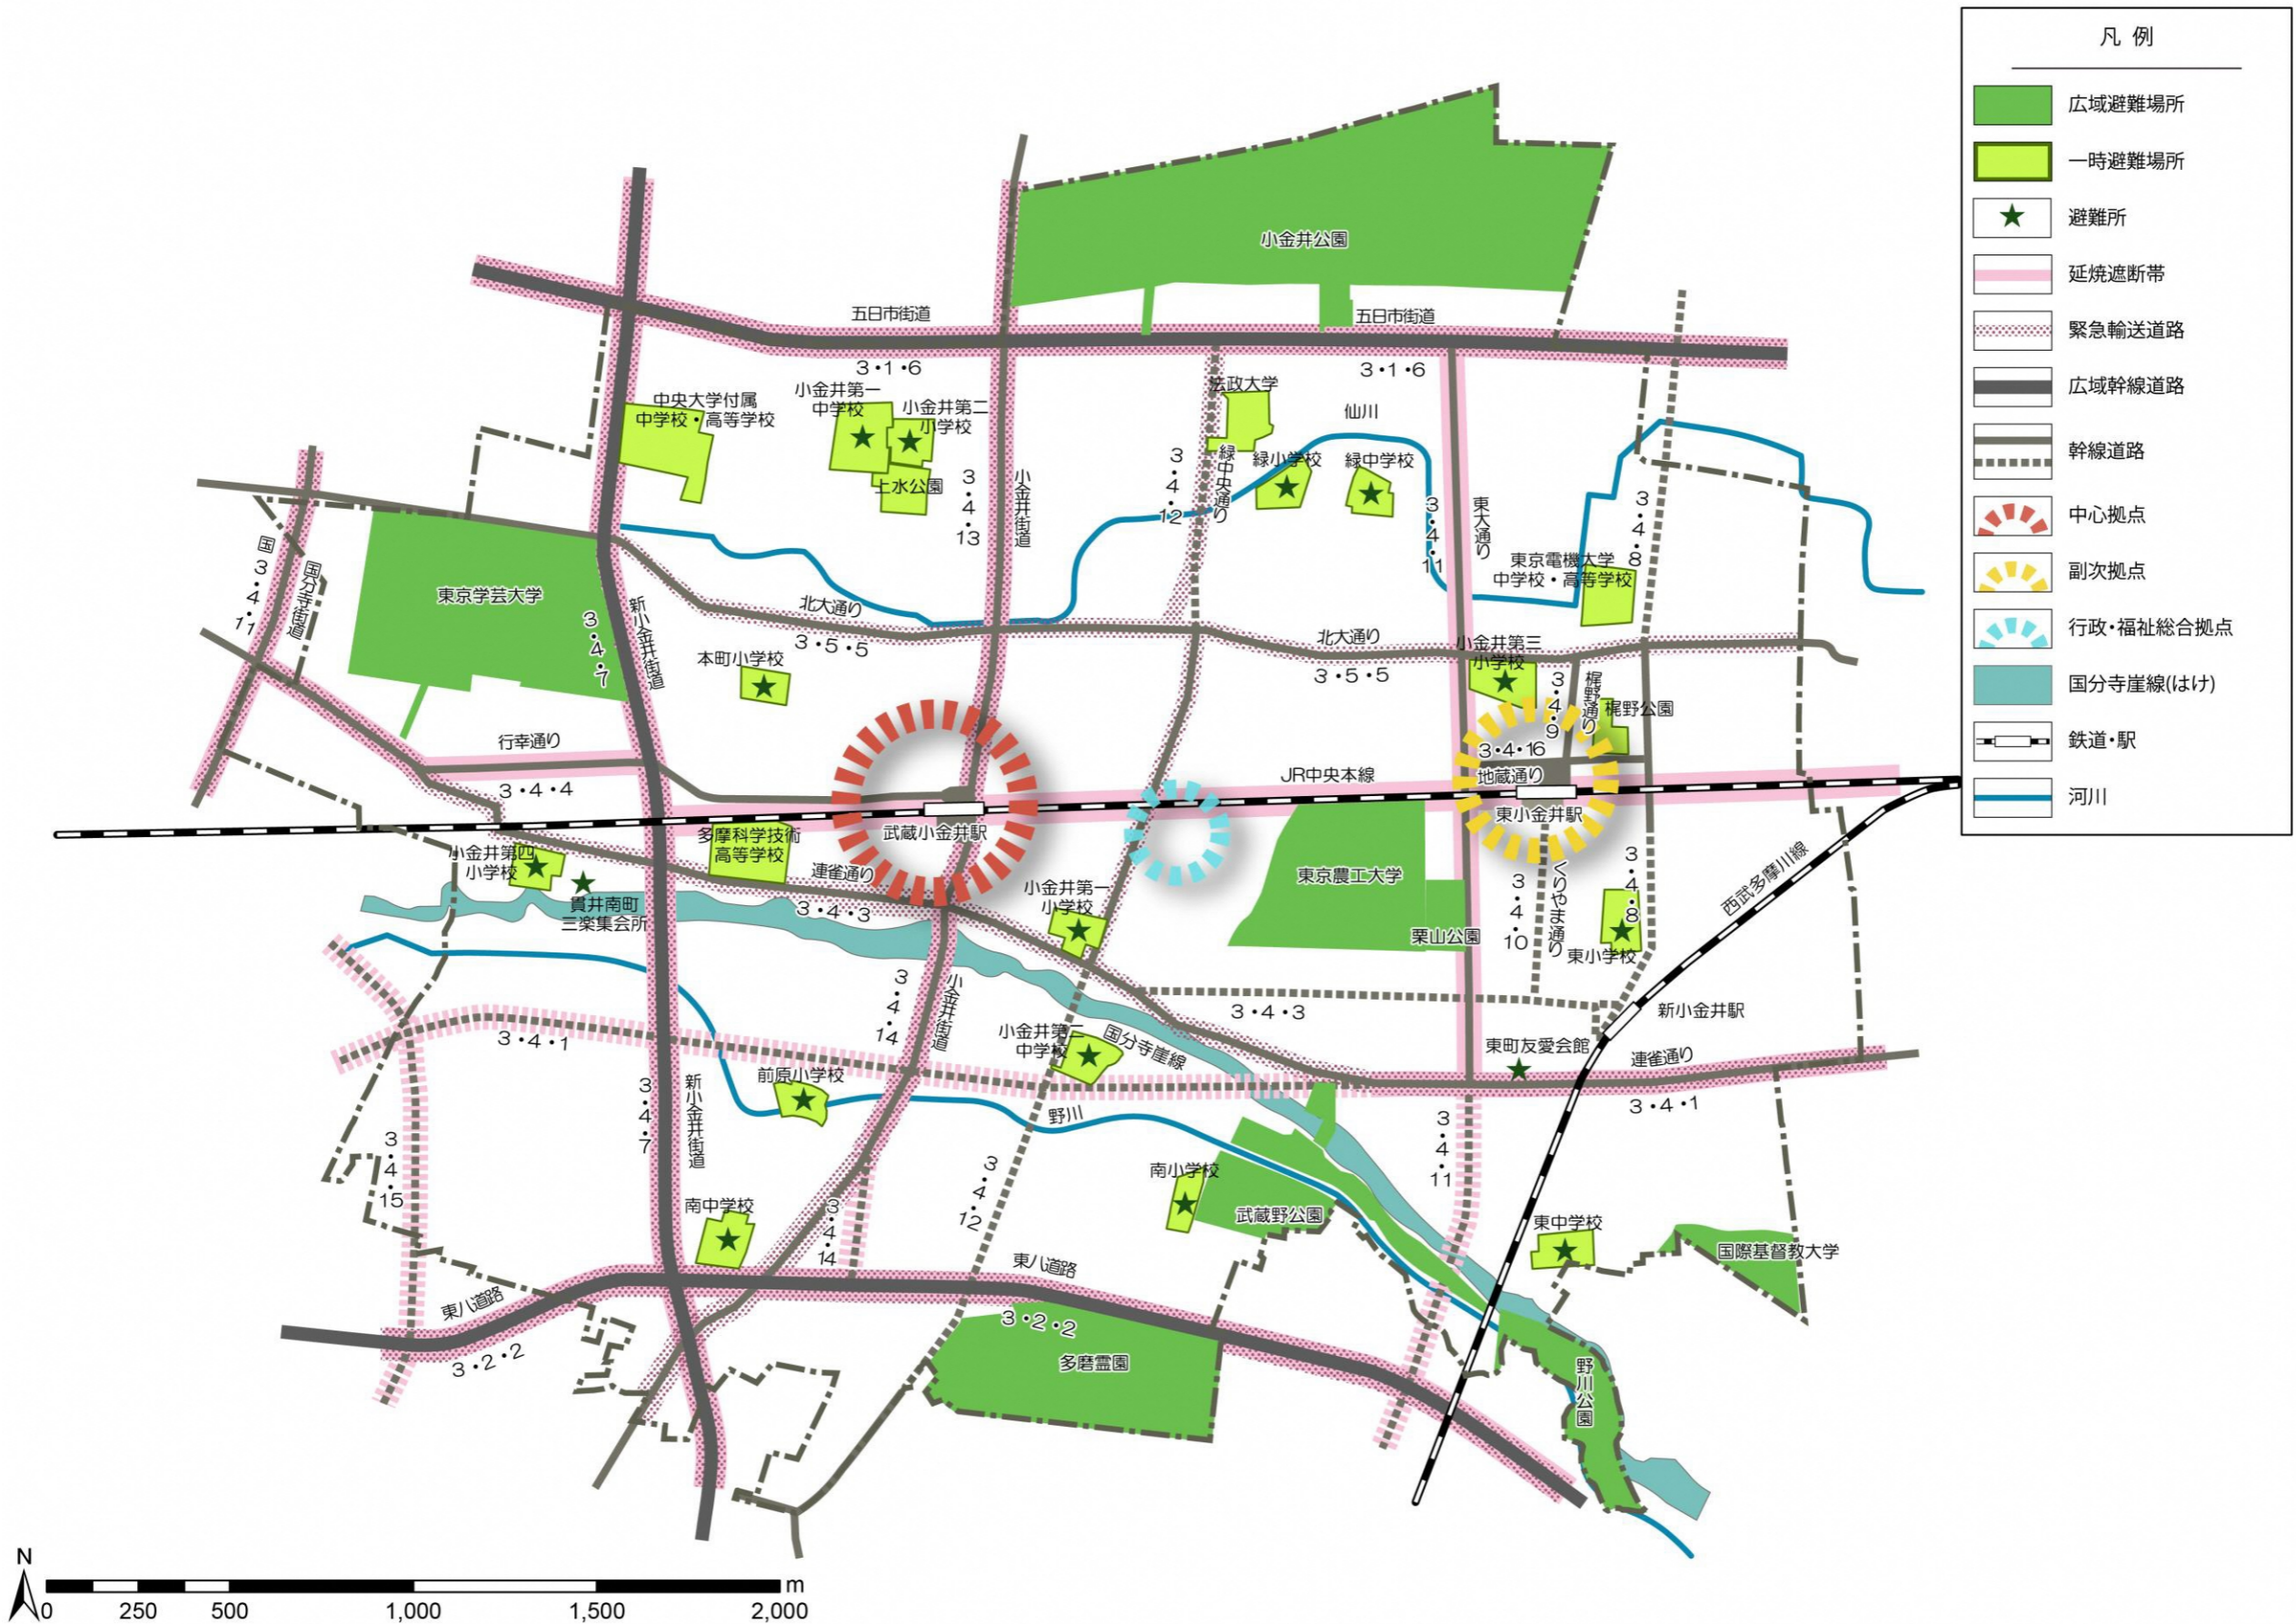 凡 例
広域避難場所
一時避難場所
避難所
延焼遮断帯
緊急輸送道路
広域幹線道路
幹線道路
中心拠点
副次拠点
行政・福祉総合拠点
国分寺崖線(はけ)
鉄道・駅
河川
小金井公園
五日市街道
五日市街道
3・1・6
3・1・6
中央大学付属
中学校・高等学校
小金井第一
中学校
小金井第二
小学校
上水公園
法政大学
仙川
緑小学校
緑中学校
緑中央通り
3・4・12
3・4・13
小金井街道
3・4・11
東大通り
3・4・8
東京電機大学
中学校・高等学校
国3・4・11
国分寺街道
東京学芸大学
3・4・7
新小金井街道
北大通り
3・5・5
北大通り
3・5・5
本町小学校
小金井第三
小学校
3・4・9
梶野通り
梶野公園
3・4・16
地蔵通り
行幸通り
3・4・4
JR中央本線
武蔵小金井駅
東小金井駅
多摩科学技術
高等学校
小金井第四
小学校
連雀通り
3・4・3
貫井南町
三楽集会所
小金井第一
小学校
東京農工大学
栗山公園
3・4・10
くりやま通り
3・4・8
東小学校
西武多摩川線
新小金井駅
3・4・14
小金井街道
3・4・3
3・4・1
小金井第二
中学校
国分寺崖線
東町友愛会館
連雀通り
3・4・1
前原小学校
野川
3・4・7
新小金井街道
3・4・15
3・4・12
3・4・11
南小学校
武蔵野公園
南中学校
3・4・14
東中学校
国際基督教大学
東八道路
東八道路
3・2・2
3・2・2
多磨霊園
野川公園
N
m
0 250 500 1,000 1,500 2,000